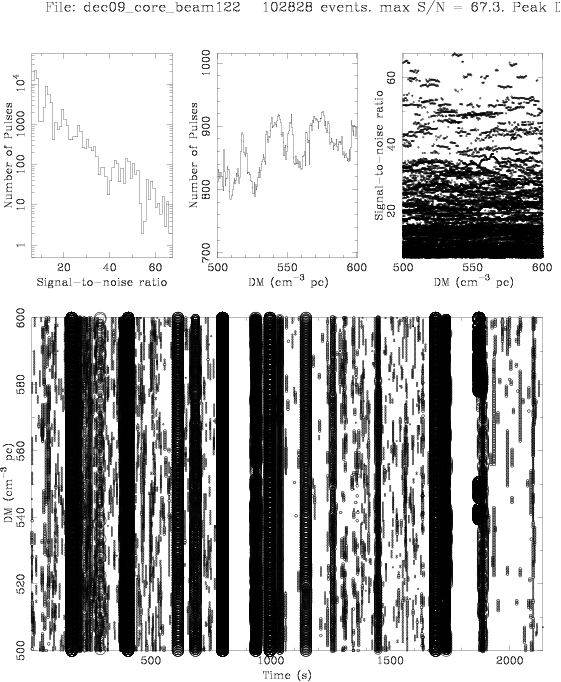 File: dec09_core_beam122 102828 events. max S/N = 67.3. Peak D
Number of Pulses
10^4
1000
100
10
1
20 40 60
Signal-to-noise ratio
Number of Pulses
1000
900
800
700
500 550 600
DM (cm^-3 pc)
Signal-to-noise ratio
60
40
20
500 550 600
DM (cm^-3 pc)
DM (cm^-3 pc)
600
580
560
540
520
500
500 1000 1500 2000
Time (s)